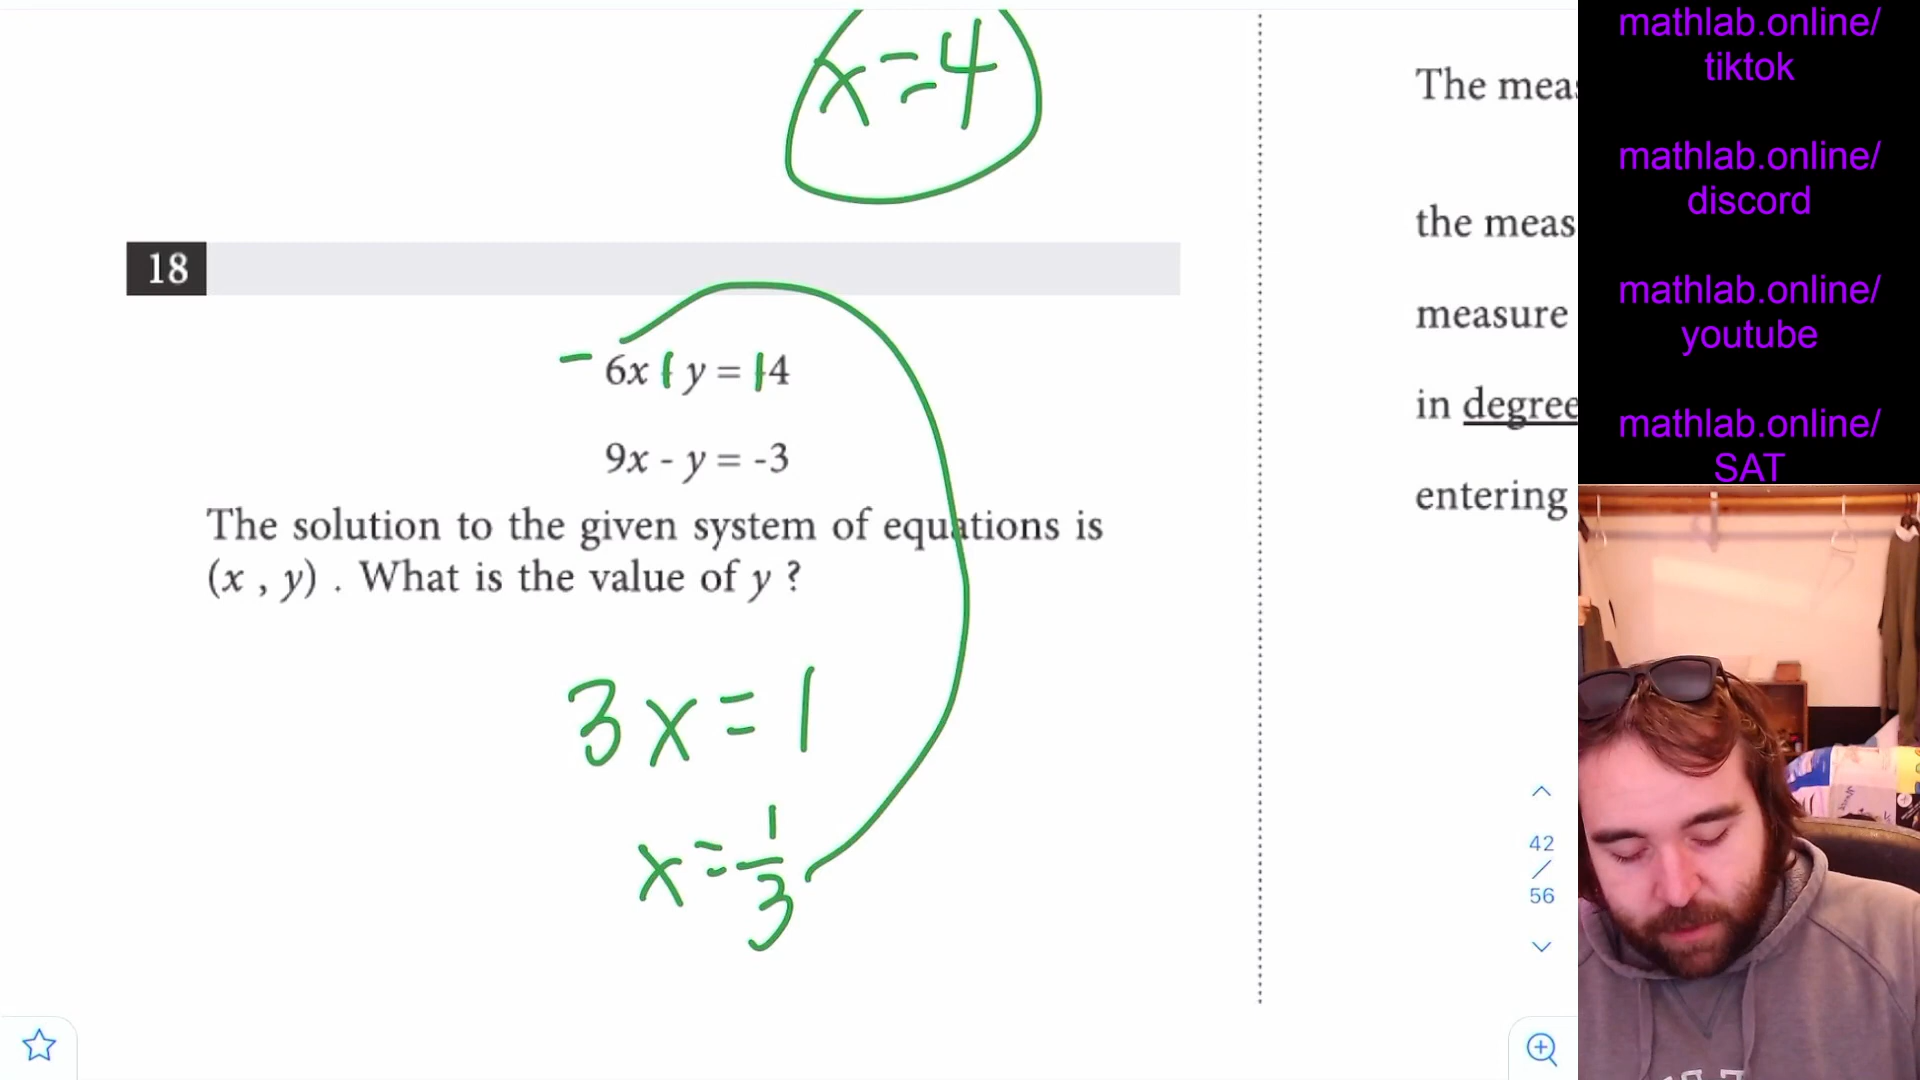 x=4
18
-6x+y=+4
9x - y = -3
The solution to the given system of equations is
(x , y) . What is the value of y ?
3x=1
x=1/3
The meas
the meas
measure
in degree
entering
42
/
56
mathlab.online/
tiktok
mathlab.online/
discord
mathlab.online/
youtube
mathlab.online/
SAT